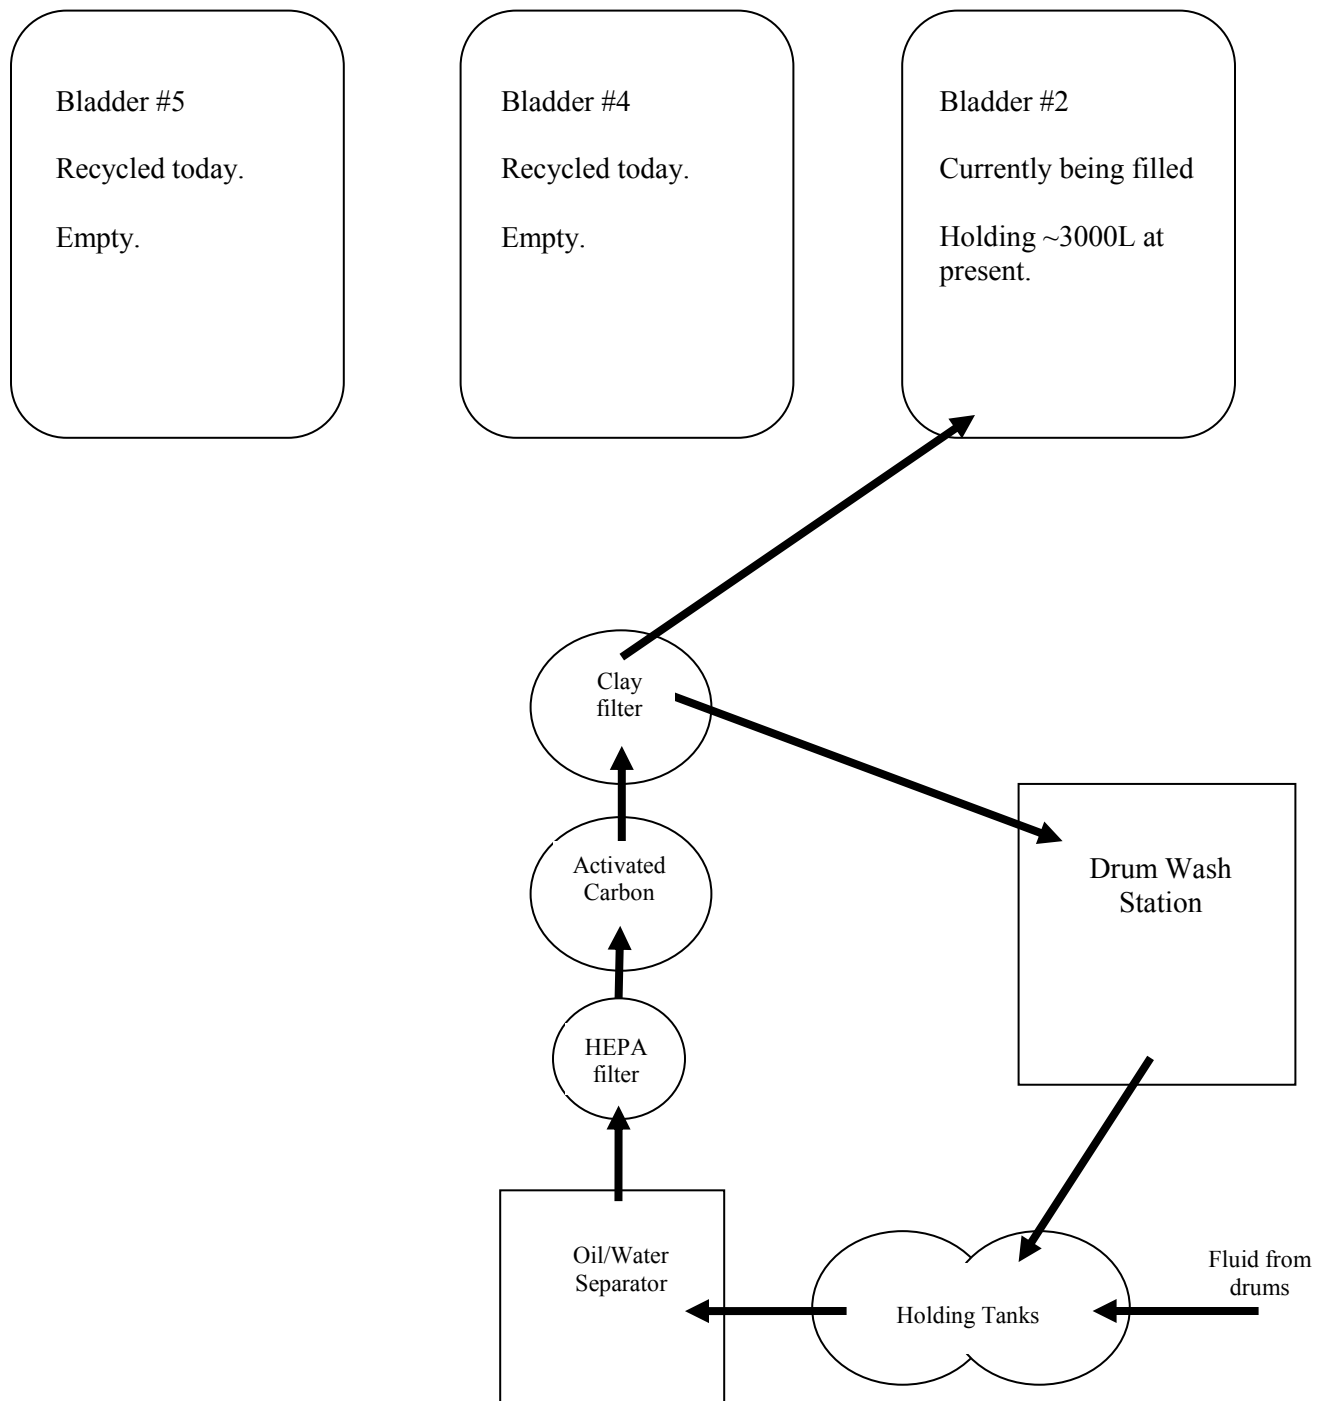 Bladder #5
Recycled today.
Empty.
Bladder #4
Recycled today.
Empty.
Bladder #2
Currently being filled
Holding ~3000L at
present.
Clay
filter
Activated
Carbon
Drum Wash
Station
HEPA
filter
Oil/Water
Separator
Holding Tanks
Fluid from
drums